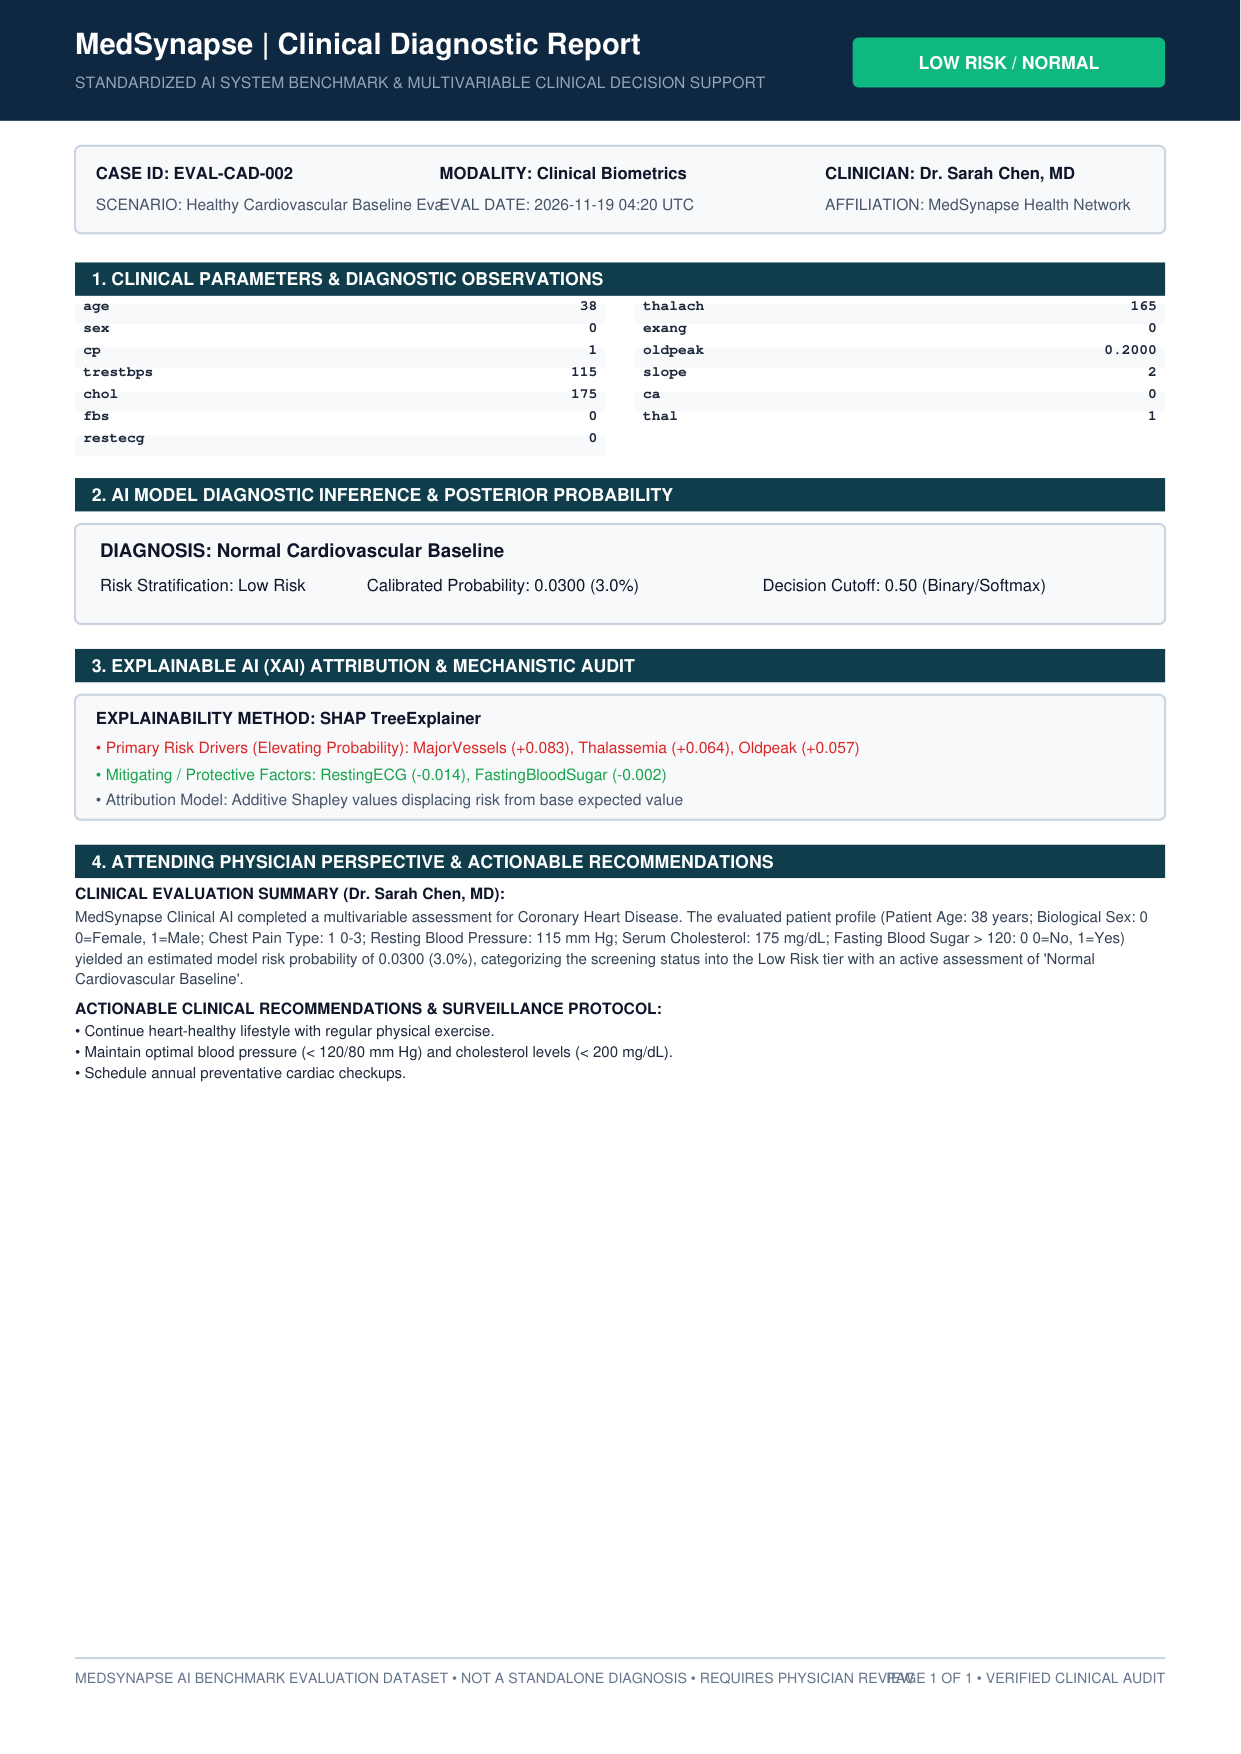 MedSynapse | Clinical Diagnostic Report
STANDARDIZED AI SYSTEM BENCHMARK & MULTIVARIABLE CLINICAL DECISION SUPPORT
LOW RISK / NORMAL
CASE ID: EVAL-CAD-002
MODALITY: Clinical Biometrics
CLINICIAN: Dr. Sarah Chen, MD
SCENARIO: Healthy Cardiovascular Baseline Eva
EVAL DATE: 2026-11-19 04:20 UTC
AFFILIATION: MedSynapse Health Network
1. CLINICAL PARAMETERS & DIAGNOSTIC OBSERVATIONS
age 38
sex 0
cp 1
trestbps 115
chol 175
fbs 0
restecg 0
thalach 165
exang 0
oldpeak 0.2000
slope 2
ca 0
thal 1
2. AI MODEL DIAGNOSTIC INFERENCE & POSTERIOR PROBABILITY
DIAGNOSIS: Normal Cardiovascular Baseline
Risk Stratification: Low Risk Calibrated Probability: 0.0300 (3.0%) Decision Cutoff: 0.50 (Binary/Softmax)
3. EXPLAINABLE AI (XAI) ATTRIBUTION & MECHANISTIC AUDIT
EXPLAINABILITY METHOD: SHAP TreeExplainer
• Primary Risk Drivers (Elevating Probability): MajorVessels (+0.083), Thalassemia (+0.064), Oldpeak (+0.057)
• Mitigating / Protective Factors: RestingECG (-0.014), FastingBloodSugar (-0.002)
• Attribution Model: Additive Shapley values displacing risk from base expected value
4. ATTENDING PHYSICIAN PERSPECTIVE & ACTIONABLE RECOMMENDATIONS
CLINICAL EVALUATION SUMMARY (Dr. Sarah Chen, MD):
MedSynapse Clinical AI completed a multivariable assessment for Coronary Heart Disease. The evaluated patient profile (Patient Age: 38 years; Biological Sex: 0
0=Female, 1=Male; Chest Pain Type: 1 0-3; Resting Blood Pressure: 115 mm Hg; Serum Cholesterol: 175 mg/dL; Fasting Blood Sugar > 120: 0 0=No, 1=Yes)
yielded an estimated model risk probability of 0.0300 (3.0%), categorizing the screening status into the Low Risk tier with an active assessment of 'Normal
Cardiovascular Baseline'.
ACTIONABLE CLINICAL RECOMMENDATIONS & SURVEILLANCE PROTOCOL:
• Continue heart-healthy lifestyle with regular physical exercise.
• Maintain optimal blood pressure (< 120/80 mm Hg) and cholesterol levels (< 200 mg/dL).
• Schedule annual preventative cardiac checkups.
MEDSYNAPSE AI BENCHMARK EVALUATION DATASET • NOT A STANDALONE DIAGNOSIS • REQUIRES PHYSICIAN REVIEW
PAGE 1 OF 1 • VERIFIED CLINICAL AUDIT